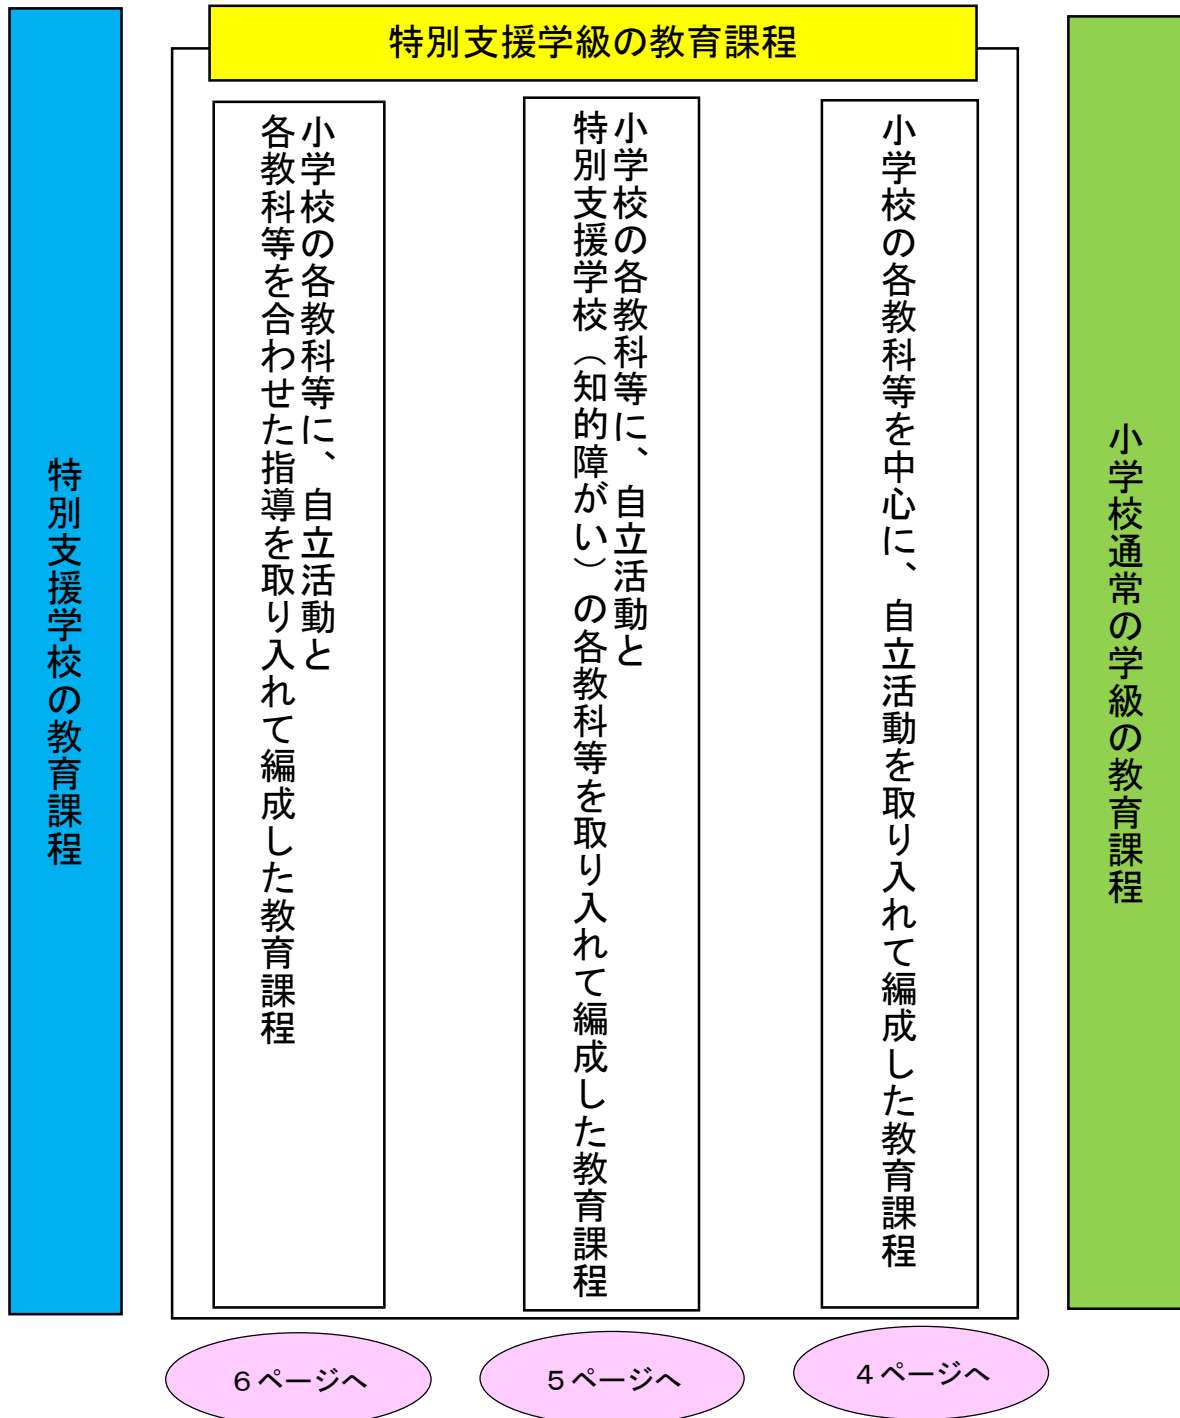 特別支援学級の教育課程
小学校通常の学級の教育課程
小学校の各教科等を中心に、自立活動を取り入れて編成した教育課程
小学校の各教科等に、自立活動と
特別支援学校（知的障がい）の各教科等を取り入れて編成した教育課程
小学校の各教科等に、自立活動と
各教科等を合わせた指導を取り入れて編成した教育課程
特別支援学校の教育課程
４ページへ
５ページへ
６ページへ